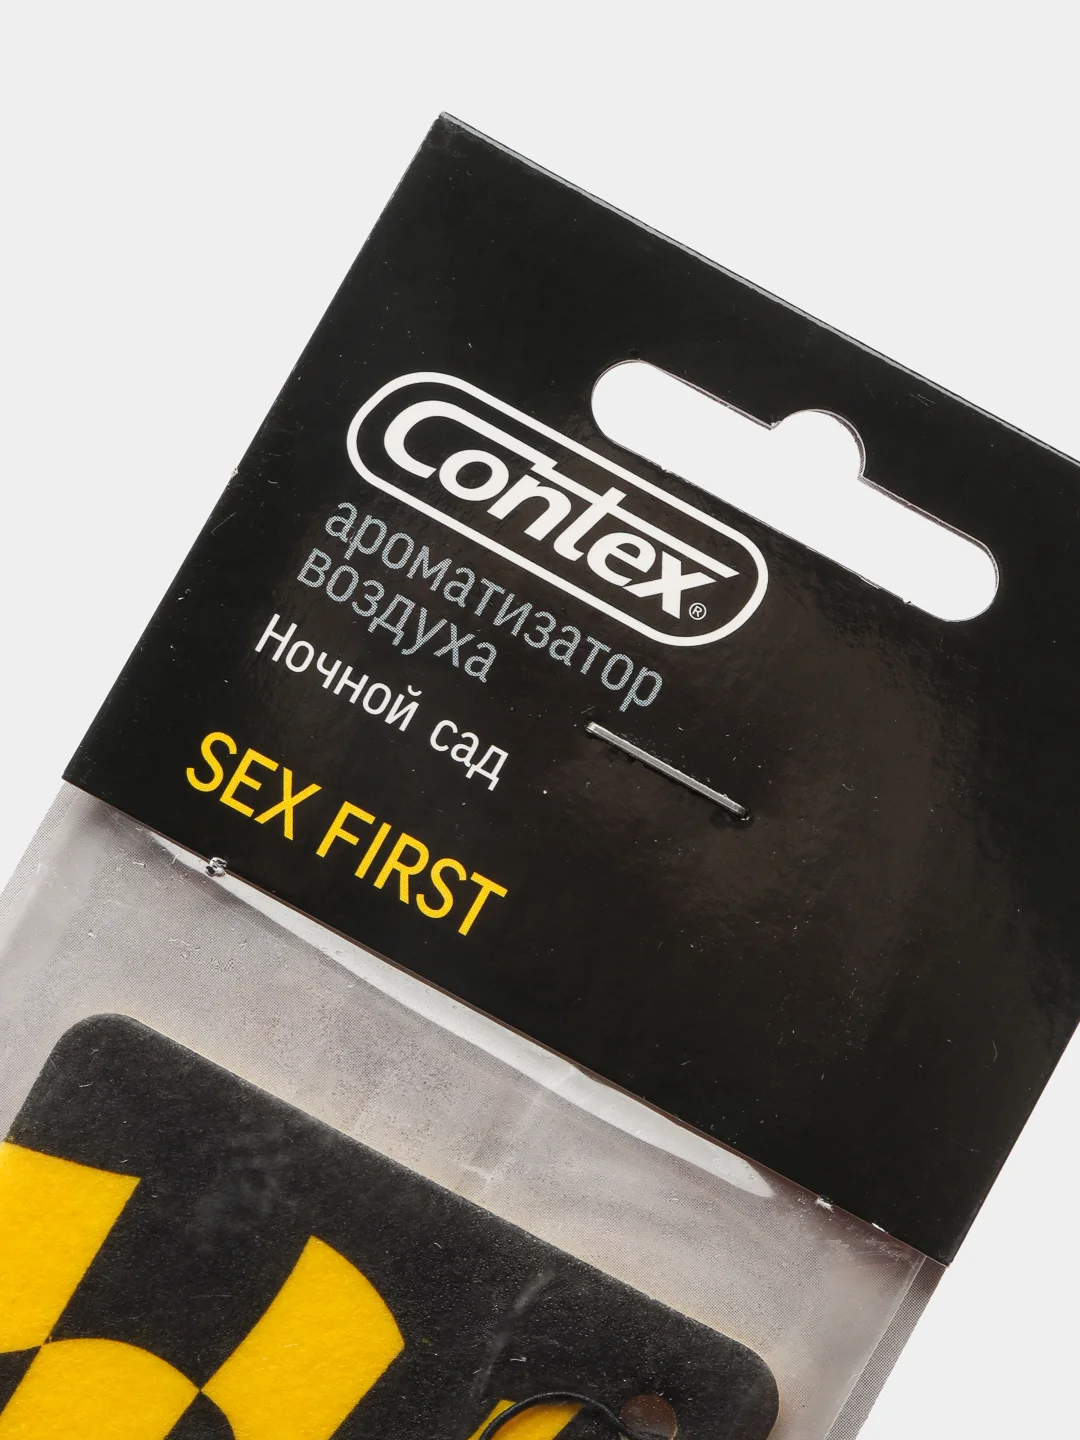 contex®
ароматизатор
воздуха
Ночной сад
SEX FIRST